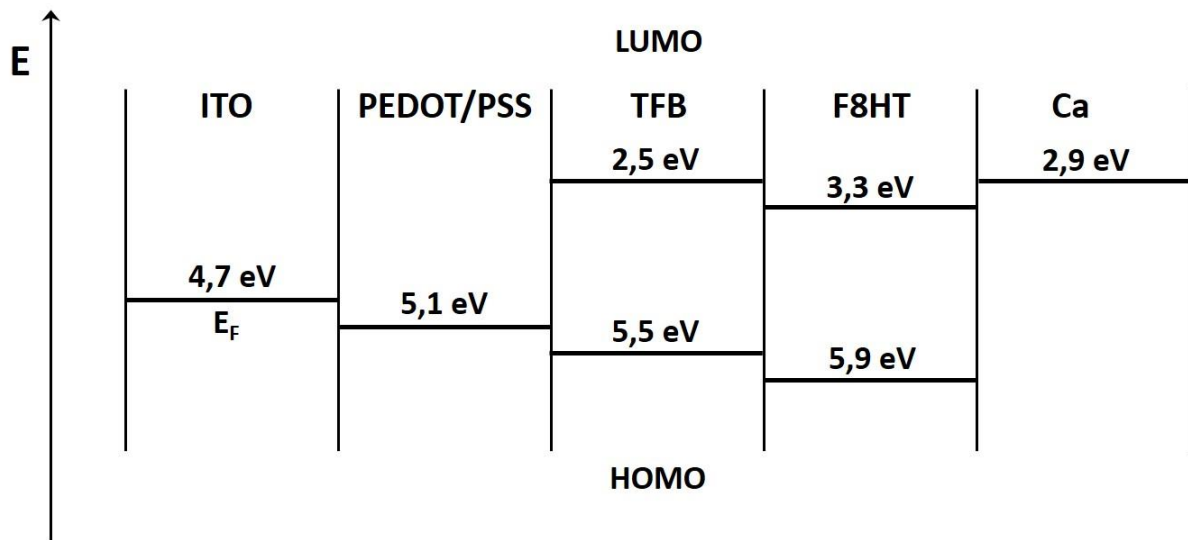 LUMO
E
ITO PEDOT/PSS TFB F8HT Ca
2,5 eV 3,3 eV 2,9 eV
4,7 eV 5,1 eV
E_F
5,5 eV 5,9 eV
HOMO